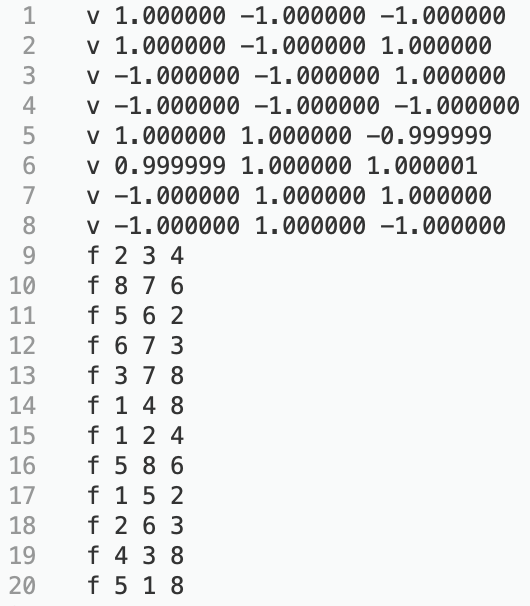 1 v 1.000000 -1.000000 -1.000000
2 v 1.000000 -1.000000 1.000000
3 v -1.000000 -1.000000 1.000000
4 v -1.000000 -1.000000 -1.000000
5 v 1.000000 1.000000 -0.999999
6 v 0.999999 1.000000 1.000001
7 v -1.000000 1.000000 1.000000
8 v -1.000000 1.000000 -1.000000
9 f 2 3 4
10 f 8 7 6
11 f 5 6 2
12 f 6 7 3
13 f 3 7 8
14 f 1 4 8
15 f 1 2 4
16 f 5 8 6
17 f 1 5 2
18 f 2 6 3
19 f 4 3 8
20 f 5 1 8